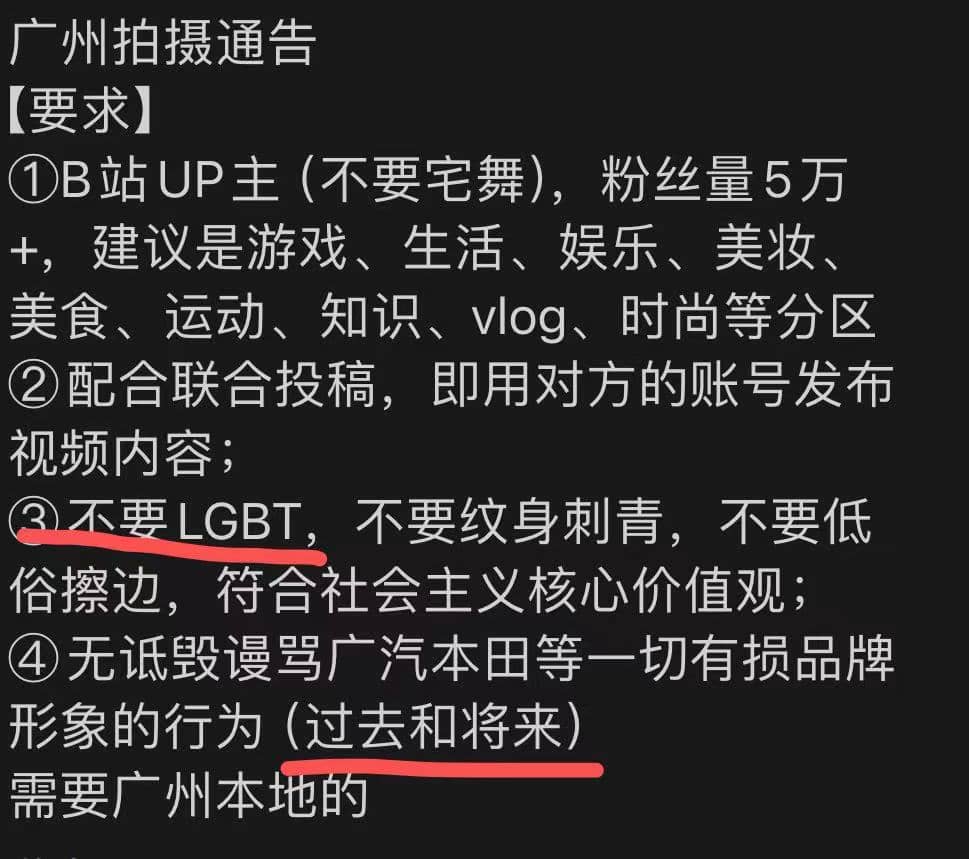 广州拍摄通告
【要求】
①B站UP主（不要宅舞），粉丝量5万
+，建议是游戏、生活、娱乐、美妆、
美食、运动、知识、vlog、时尚等分区
②配合联合投稿，即用对方的账号发布
视频内容；
③不要LGBT，不要纹身刺青，不要低
俗擦边，符合社会主义核心价值观；
④无诋毁谩骂广汽本田等一切有损品牌
形象的行为（过去和将来）
需要广州本地的